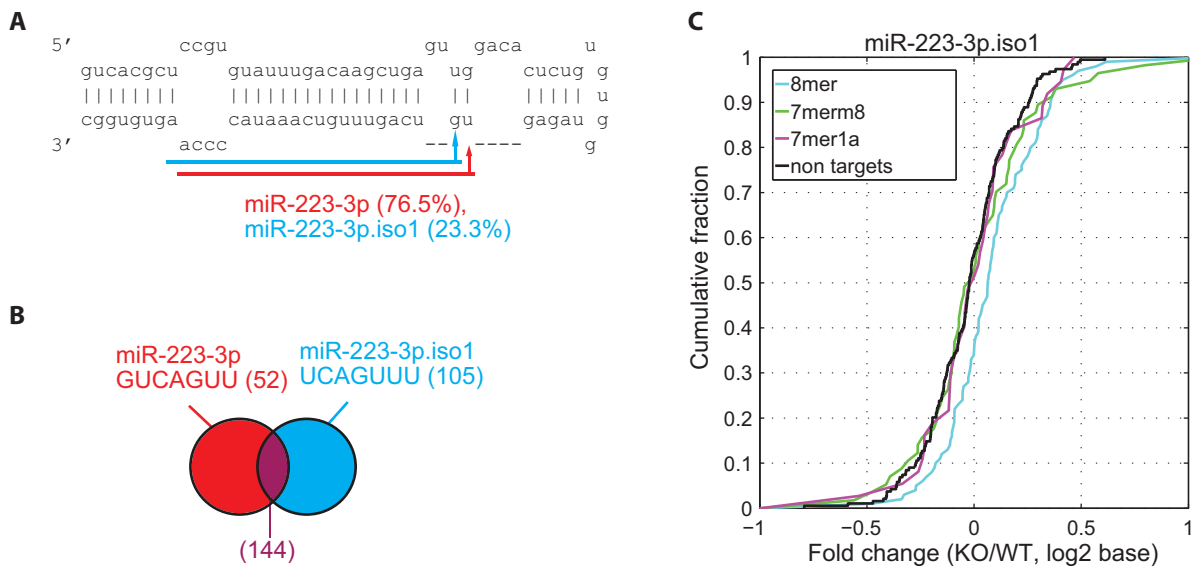 A
5’ ccgu gu gaca u
gucacgcu guauuugacaagcuga ug cucug g
u
cgguguga cauaaacuguuugacu gu gagau g
3’ accc -- ---- g
miR-223-3p (76.5%),
miR-223-3p.iso1 (23.3%)
B
miR-223-3p
GUCAGUU (52)
miR-223-3p.iso1
UCAGUUU (105)
(144)
C
miR-223-3p.iso1
8mer
7merm8
7mer1a
non targets
Cumulative fraction
1
0.9
0.8
0.7
0.6
0.5
0.4
0.3
0.2
0.1
0
−1 −0.5 0 0.5 1
Fold change (KO/WT, log2 base)